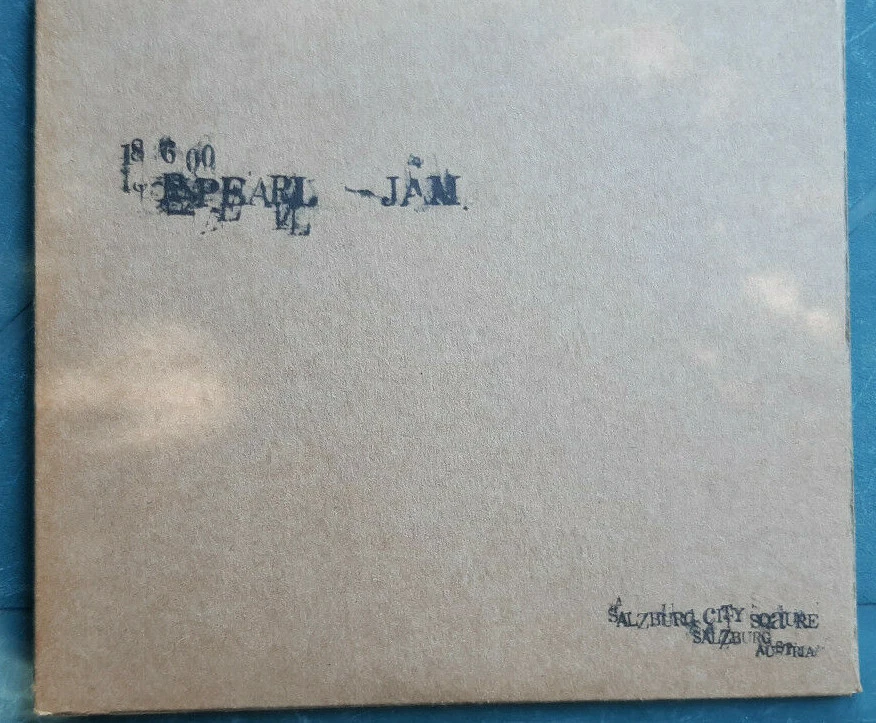 18 6 00
PEARL JAM
SALZBURG CITY SQUARE
SALZBURG
AUSTRIA